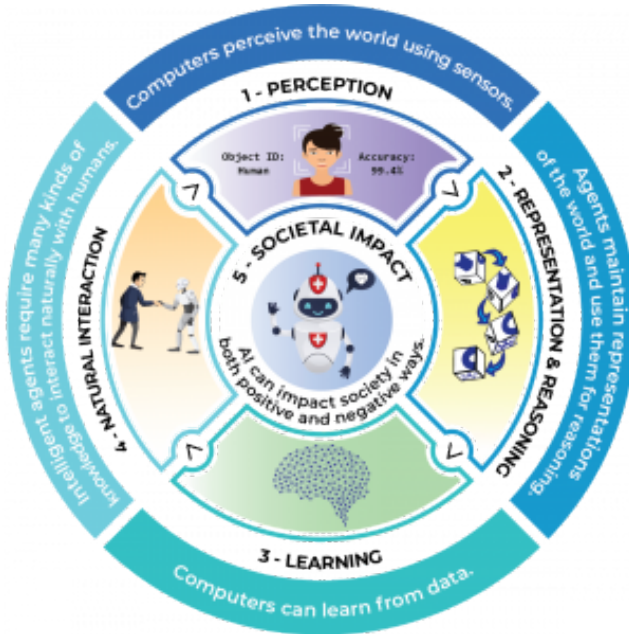 Computers perceive the world using sensors.
1 - PERCEPTION
Object ID:
Human
Accuracy:
99.4%
Agents maintain representations
of the world and use them for reasoning.
2 - REPRESENTATION & REASONING
5 - SOCIETAL IMPACT
AI can impact society in
both positive and negative ways.
3 - LEARNING
Computers can learn from data.
4 - NATURAL INTERACTION
Intelligent agents require many kinds of
knowledge to interact naturally with humans.